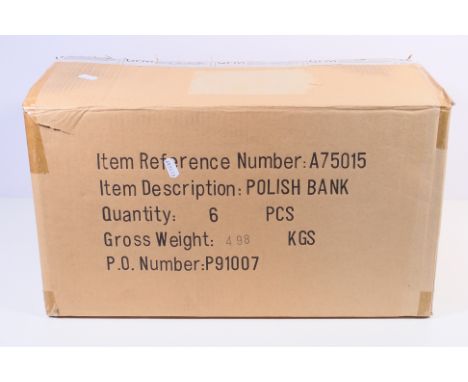 Item Reference Number: A75015
Item Description: POLISH BANK
Quantity: 6 PCS
Gross Weight: 4 98 KGS
P.O. Number: P91007